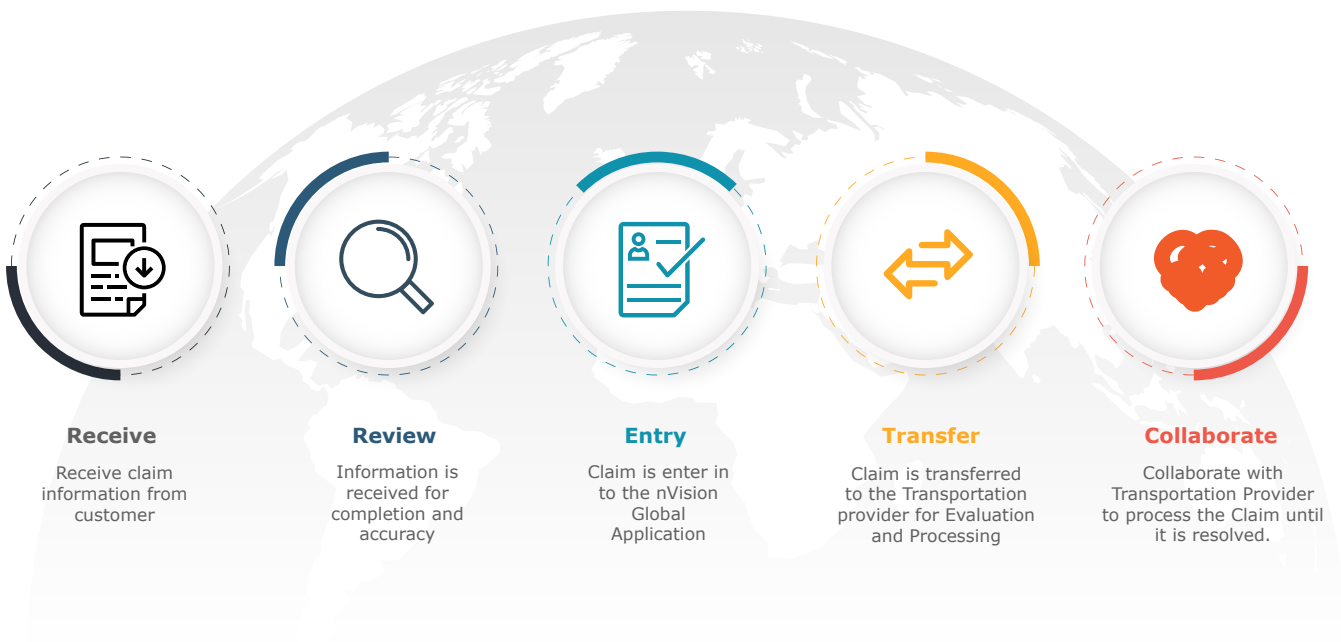 Receive
Receive claim
information from
customer
Review
Information is
received for
completion and
accuracy
Entry
Claim is enter in
to the nVision
Global
Application
Transfer
Claim is transferred
to the Transportation
provider for Evaluation
and Processing
Collaborate
Collaborate with
Transportation Provider
to process the Claim until
it is resolved.